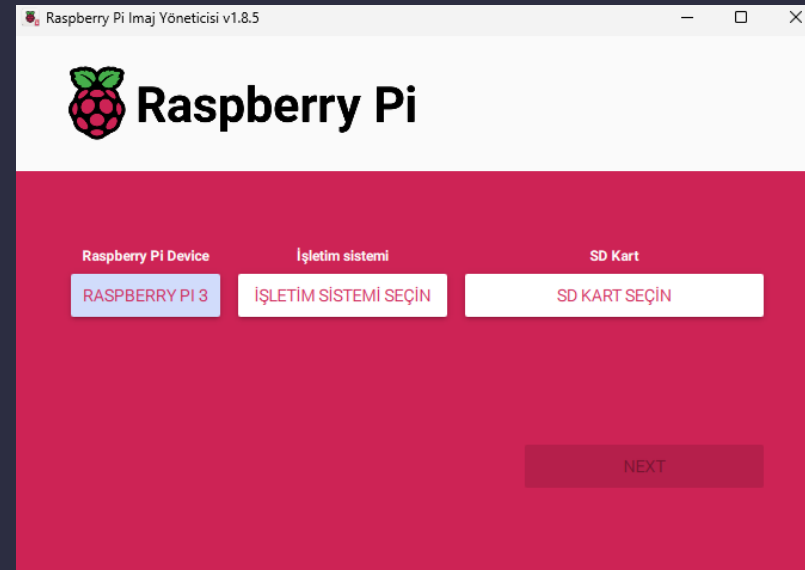 Raspberry Pi Imaj Yöneticisi v1.8.5
Raspberry Pi
Raspberry Pi Device
İşletim sistemi
SD Kart
RASPBERRY PI 3
İŞLETİM SİSTEMİ SEÇİN
SD KART SEÇİN
NEXT